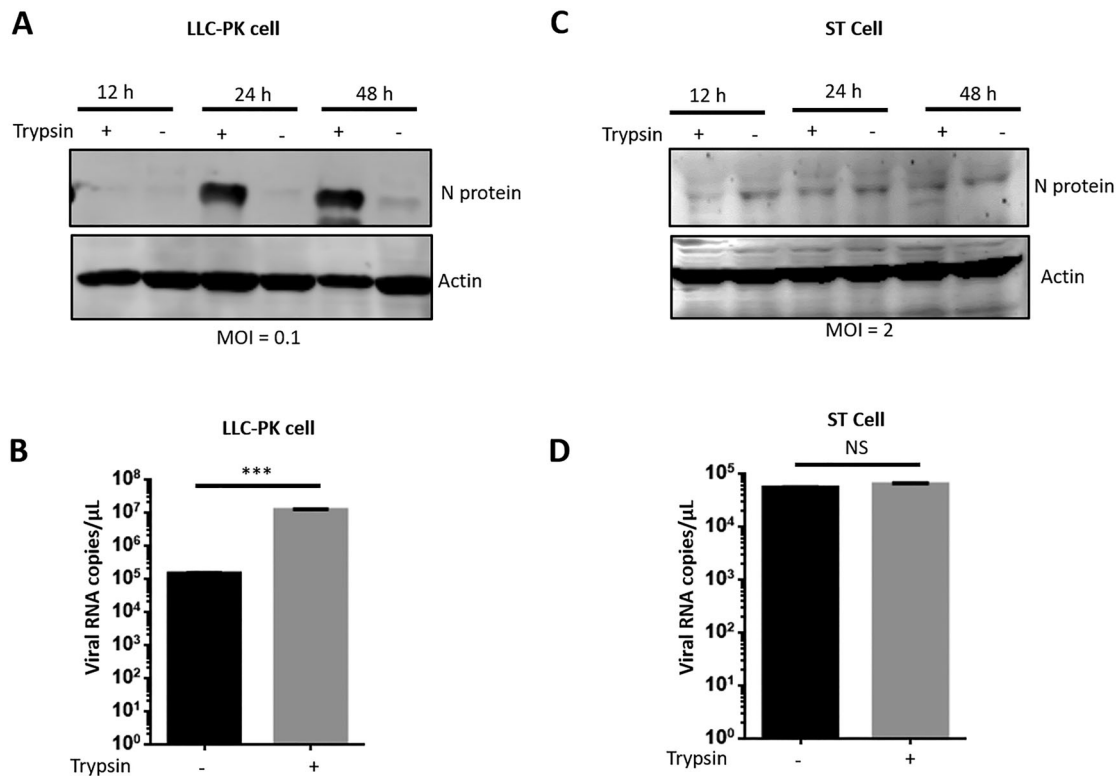 A
LLC-PK cell
12 h 24 h 48 h
Trypsin + - + - + -
N protein
Actin
MOI = 0.1
C
ST Cell
12 h 24 h 48 h
Trypsin + - + - + -
N protein
Actin
MOI = 2
B
LLC-PK cell
***
Viral RNA copies/µL
10⁸
10⁷
10⁶
10⁵
10⁴
10³
10²
10¹
10⁰
Trypsin - +
D
ST Cell
NS
Viral RNA copies/µL
10⁵
10⁴
10³
10²
10¹
10⁰
Trypsin - +